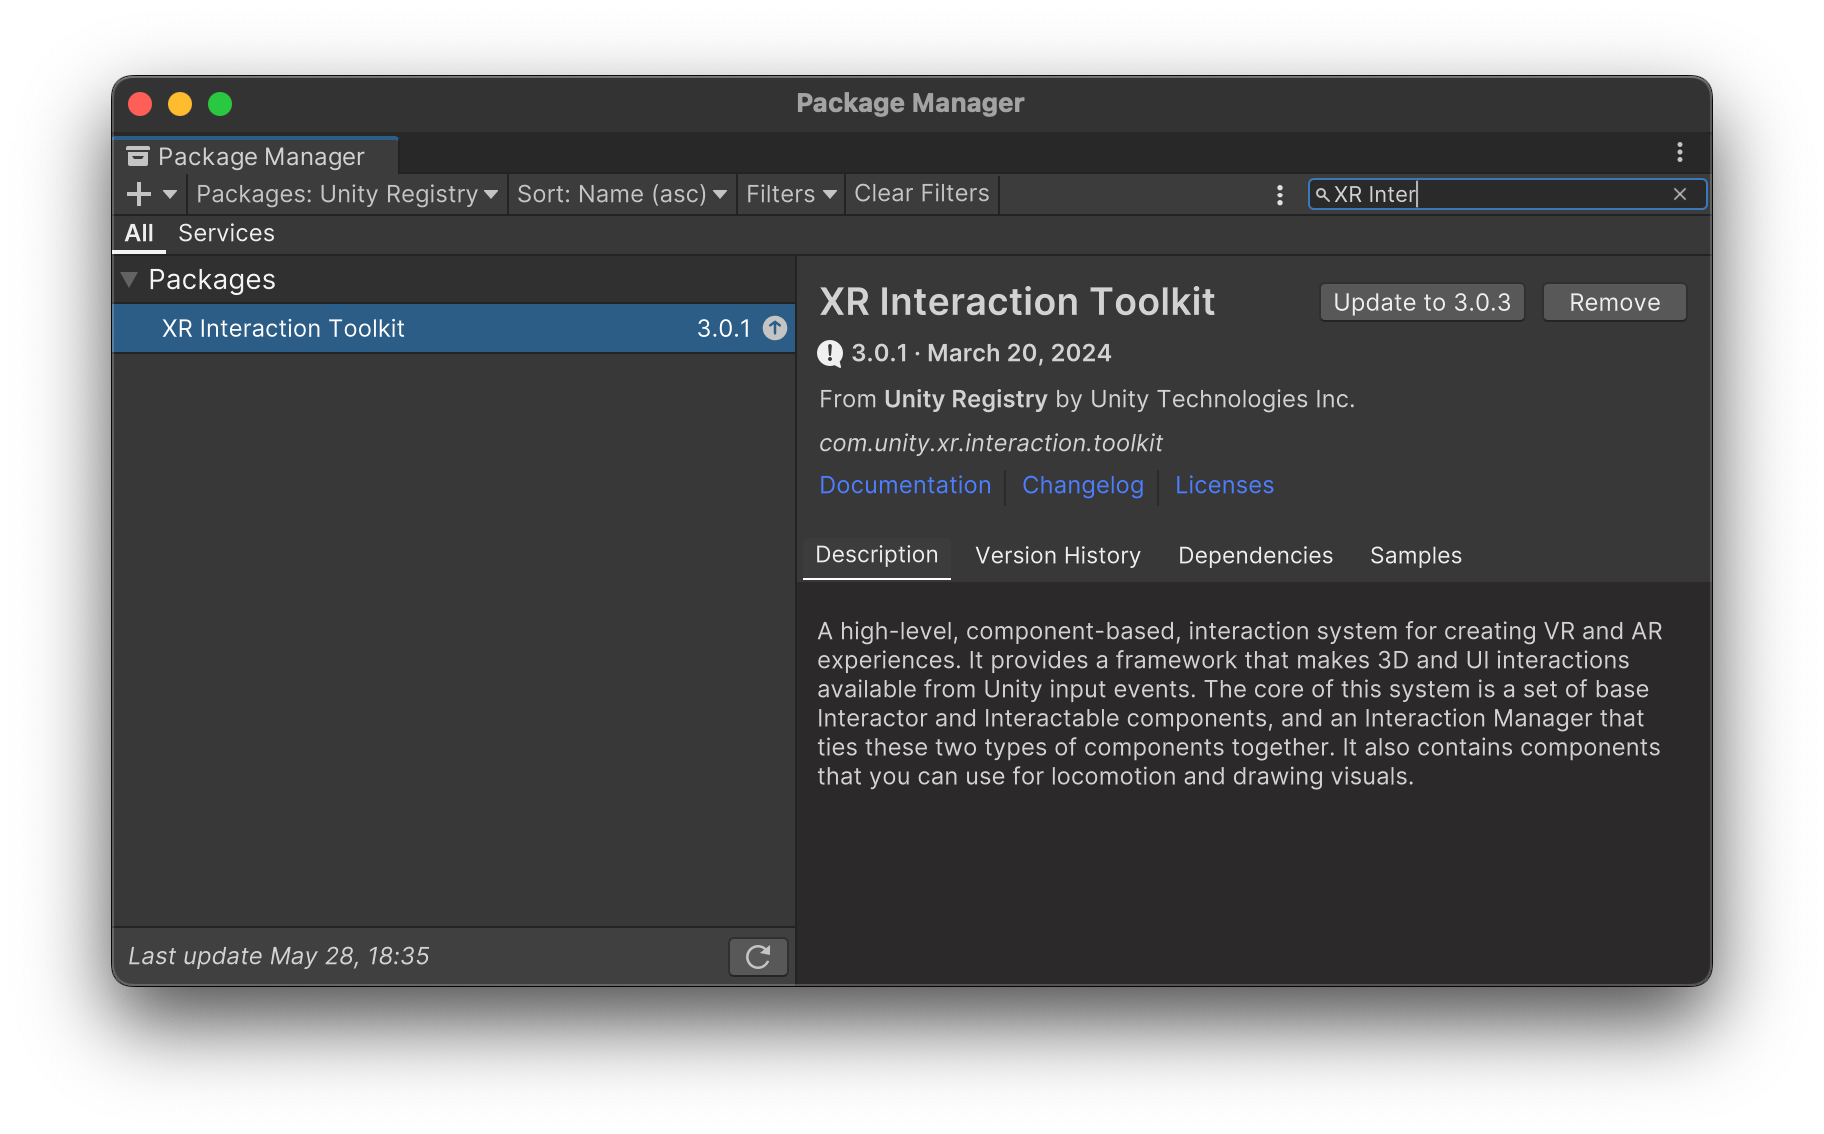 Package Manager
Package Manager
Packages: Unity Registry
Sort: Name (asc)
Filters
Clear Filters
XR Inter
All
Services
Packages
XR Interaction Toolkit
3.0.1
XR Interaction Toolkit
Update to 3.0.3
Remove
3.0.1 · March 20, 2024
From Unity Registry by Unity Technologies Inc.
com.unity.xr.interaction.toolkit
Documentation
Changelog
Licenses
Description
Version History
Dependencies
Samples
A high-level, component-based, interaction system for creating VR and AR
experiences. It provides a framework that makes 3D and UI interactions
available from Unity input events. The core of this system is a set of base
Interactor and Interactable components, and an Interaction Manager that
ties these two types of components together. It also contains components
that you can use for locomotion and drawing visuals.
Last update May 28, 18:35